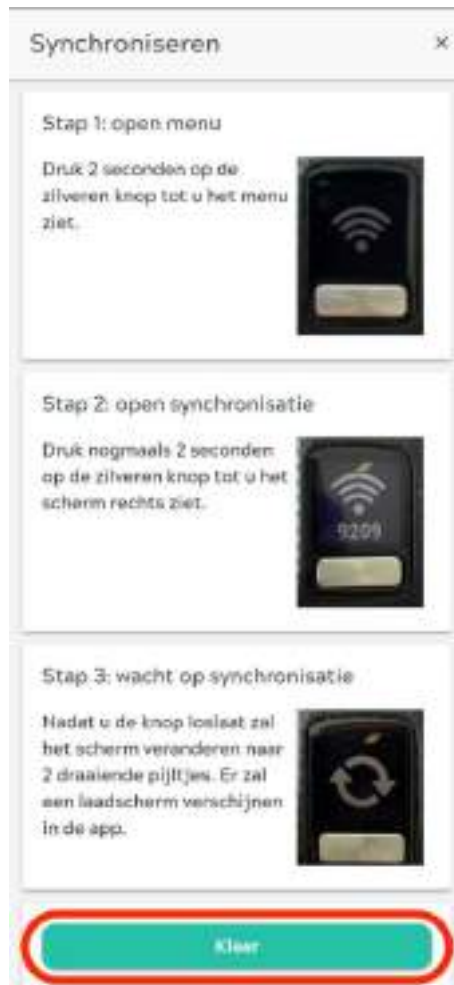 Synchroniseren ×
Stap 1: open menu
Druk 2 seconden op de
zilveren knop tot u het menu
ziet.
Stap 2: open synchronisatie
Druk nogmaals 2 seconden
op de zilveren knop tot u het
scherm rechts ziet.
9209
Stap 3: wacht op synchronisatie
Nadat u de knop loslaat zal
het scherm veranderen naar
2 draaiende pijltjes. Er zal
een laadscherm verschijnen
in de app.
Klaar